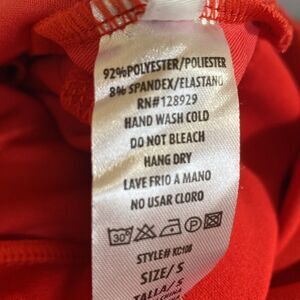 92%POLYESTER/POLIESTER
8% SPANDEX/ELASTANO
RN#128929
HAND WASH COLD
DO NOT BLEACH
HANG DRY
LAVE FRIO A MANO
NO USAR CLORO
30°
STYLE# KC108
SIZE/ S
TALLA/ S